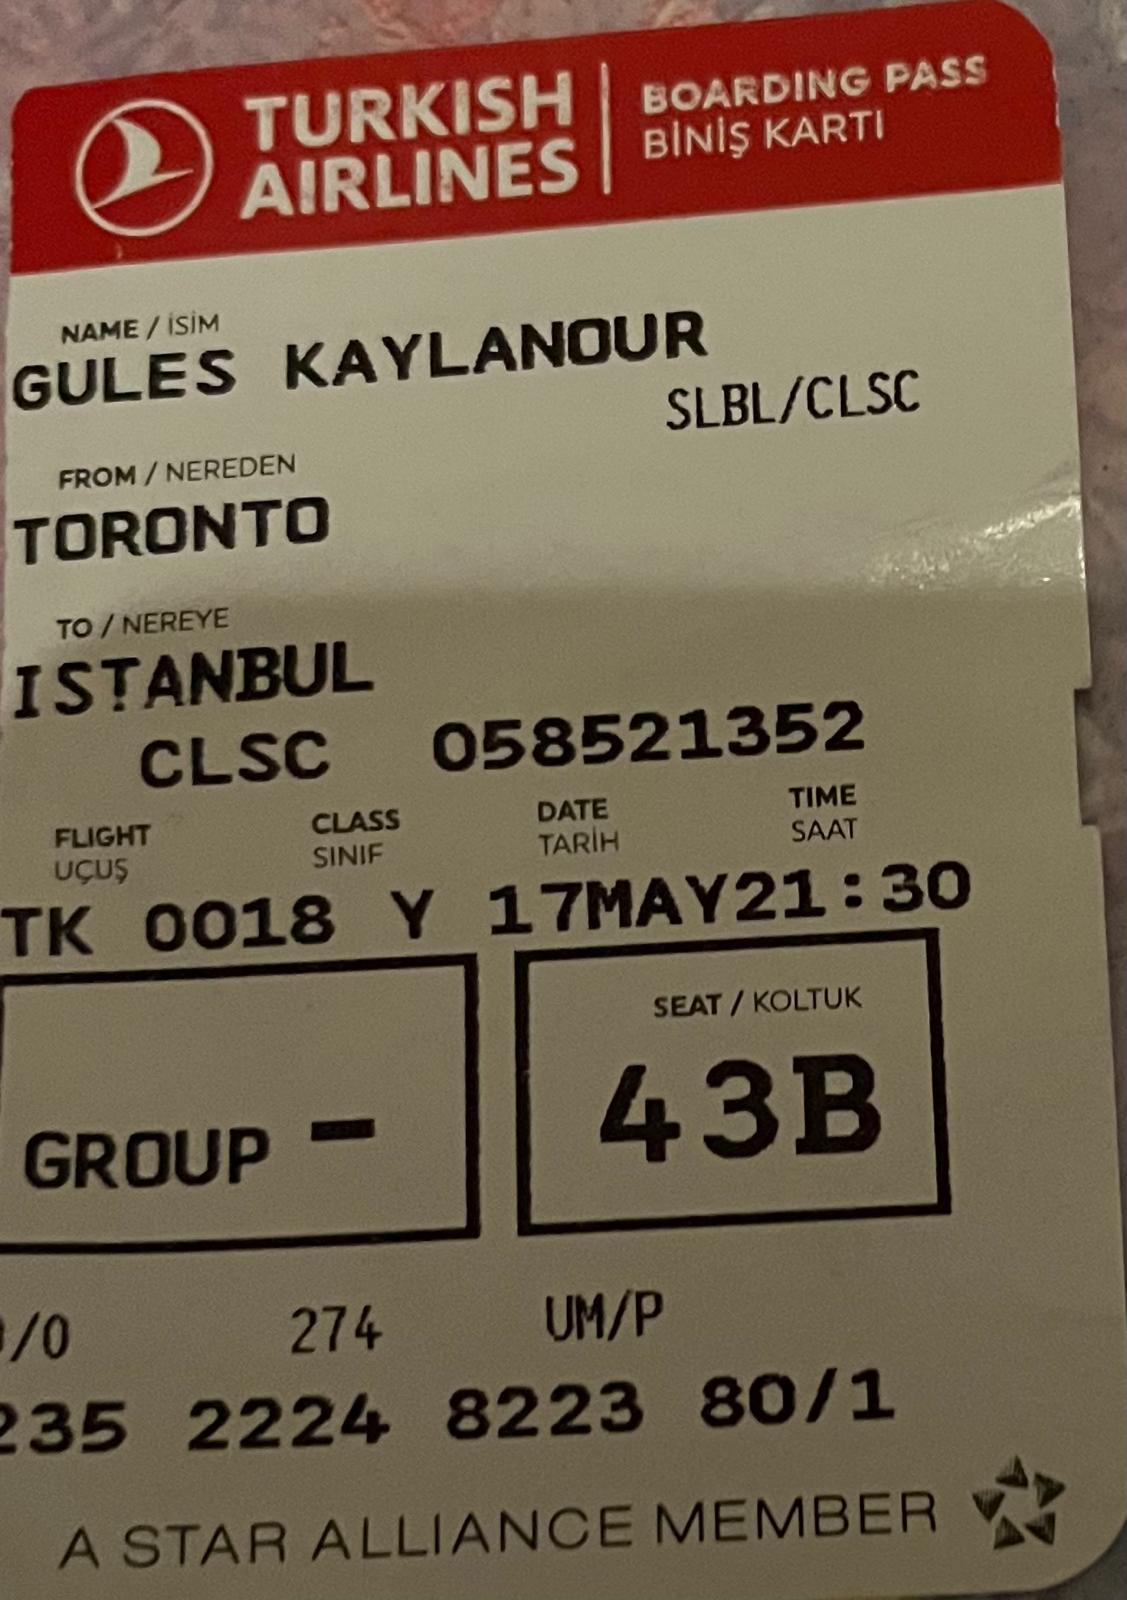 TURKISH
AIRLINES
BOARDING PASS
BİNİŞ KARTI
NAME / İSİM
GULES KAYLANOUR
SLBL/CLSC
FROM / NEREDEN
TORONTO
TO / NEREYE
ISTANBUL
CLSC 058521352
FLIGHT CLASS DATE TIME
UÇUŞ SINIF TARİH SAAT
TK 0018 Y 17MAY21:30
SEAT / KOLTUK
GROUP - 43B
/0 274 UM/P
235 2224 8223 80/1
A STAR ALLIANCE MEMBER